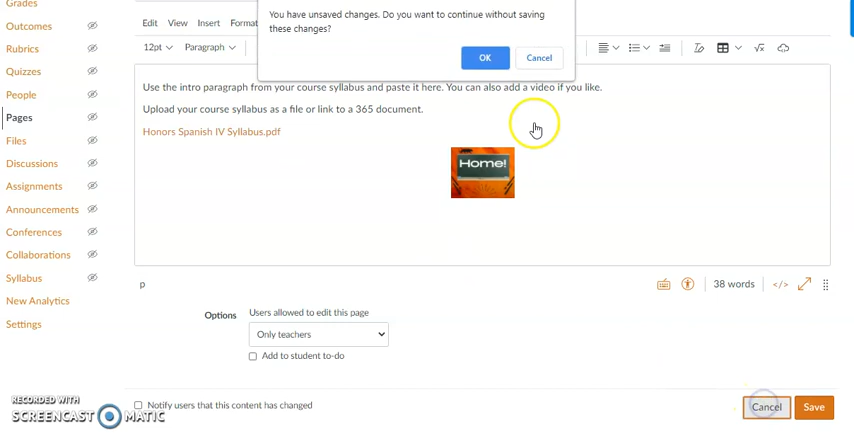 Grades
Outcomes
Rubrics
Quizzes
People
Pages
Files
Discussions
Assignments
Announcements
Conferences
Collaborations
Syllabus
New Analytics
Settings
You have unsaved changes. Do you want to continue without saving
these changes?
OK Cancel
Edit View Insert Format
12pt Paragraph
Use the intro paragraph from your course syllabus and paste it here. You can also add a video if you like.
Upload your course syllabus as a file or link to a 365 document.
Honors Spanish IV Syllabus.pdf
Home!
p 38 words </>
Options Users allowed to edit this page
Only teachers
Add to student to-do
Notify users that this content has changed
Cancel Save
RECORDED WITH
SCREENCAST MATIC